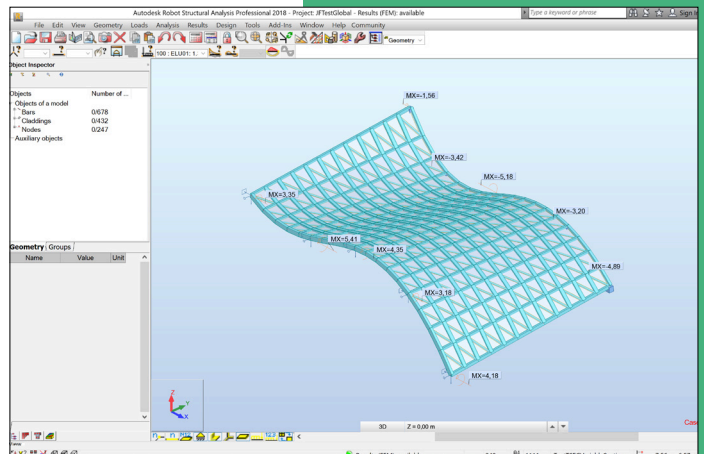 Autodesk Robot Structural Analysis Professional 2018 - Project: JFTestGlobal - Results (FEM): available
Type a keyword or phrase
Sign In
File Edit View Geometry Loads Analysis Results Design Tools Add-Ins Window Help Community
Geometry
100 : ELU01: 1.
Object Inspector
Objects Number of ...
Objects of a model
Bars 0/678
Claddings 0/432
Nodes 0/247
Auxiliary objects
Geometry Groups
Name Value Unit
MX=-1,56
MX=-3,42
MX=-5,18
MX=3,35
MX=-3,20
MX=5,41
MX=4,35
MX=-4,89
MX=3,18
MX=4,18
Z
Y
X
3D Z = 0,00 m
Case
Views